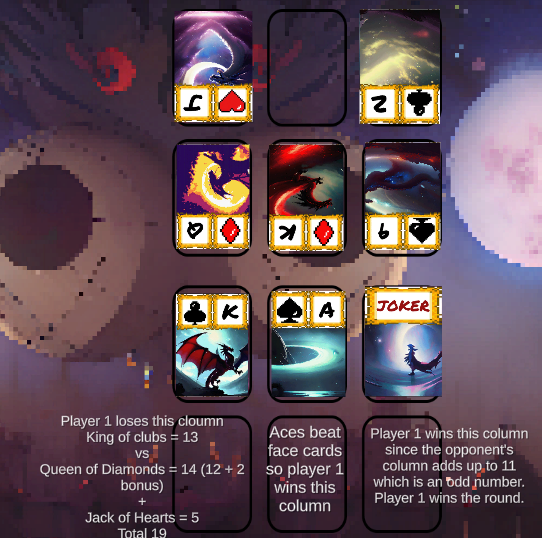 J
2
Q
K
9
K
A
JOKER
Player 1 loses this cloumn
King of clubs = 13
vs
Queen of Diamonds = 14 (12 + 2
bonus)
+
Jack of Hearts = 5
Total 19
Aces beat
face cards
so player 1
wins this
column
Player 1 wins this column
since the opponent's
column adds up to 11
which is an odd number.
Player 1 wins the round.